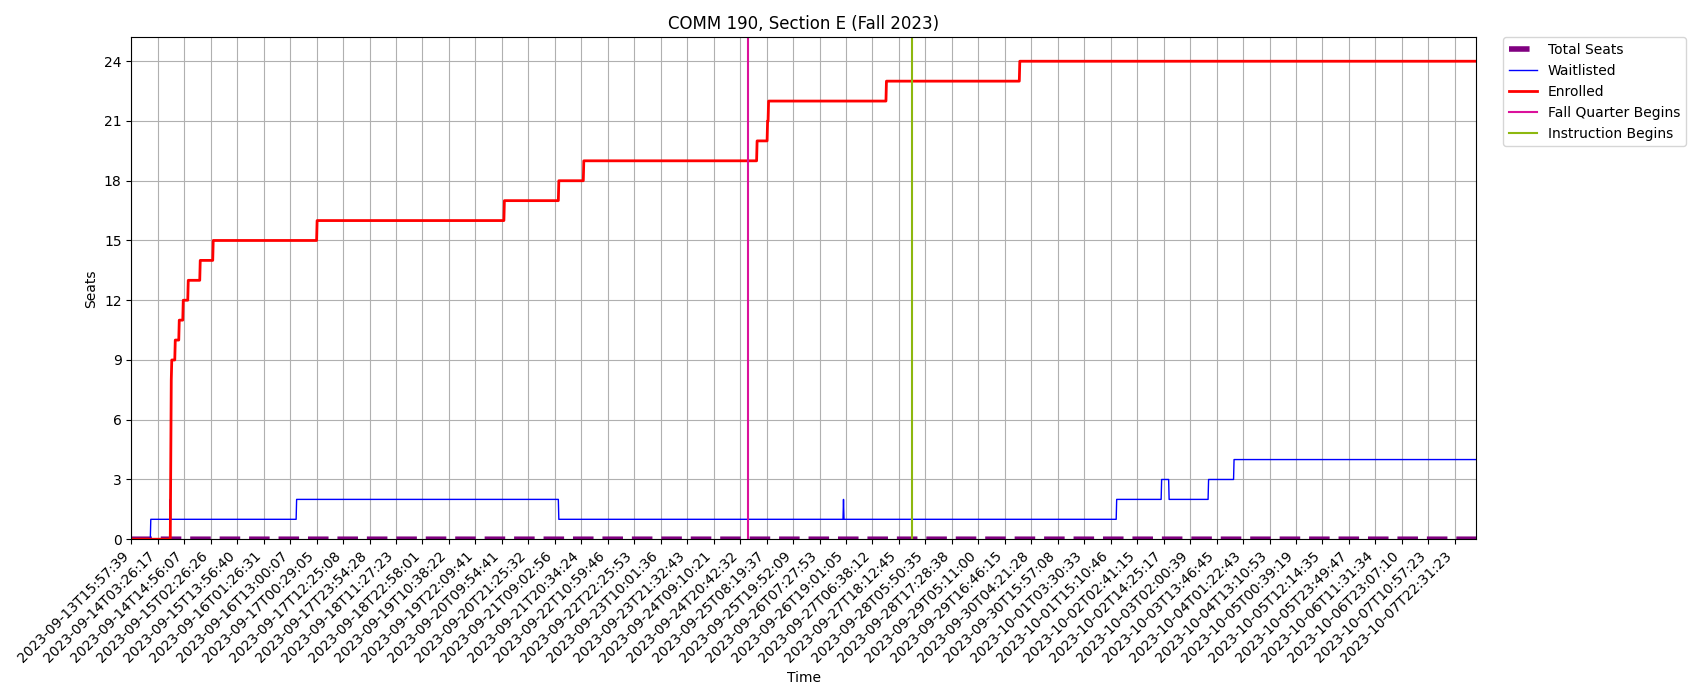 COMM 190, Section E (Fall 2023)
Total Seats
Waitlisted
Enrolled
Fall Quarter Begins
Instruction Begins
Seats
24
21
18
15
12
9
6
3
0
2023-09-13T15:57:39
2023-09-14T03:26:17
2023-09-14T14:56:07
2023-09-15T02:26:26
2023-09-15T13:56:40
2023-09-16T01:26:31
2023-09-16T13:00:07
2023-09-17T00:29:05
2023-09-17T12:25:08
2023-09-17T23:54:28
2023-09-18T11:27:23
2023-09-18T22:58:01
2023-09-19T10:38:22
2023-09-19T22:09:41
2023-09-20T09:54:41
2023-09-20T21:25:32
2023-09-21T09:02:56
2023-09-21T20:34:24
2023-09-22T10:59:46
2023-09-22T22:25:53
2023-09-23T10:01:36
2023-09-23T21:32:43
2023-09-24T09:10:21
2023-09-24T20:42:32
2023-09-25T08:19:37
2023-09-25T19:52:09
2023-09-26T07:27:53
2023-09-26T19:01:05
2023-09-27T06:38:12
2023-09-27T18:12:45
2023-09-28T05:50:35
2023-09-28T17:28:38
2023-09-29T05:11:00
2023-09-29T16:46:15
2023-09-30T04:21:28
2023-09-30T15:57:08
2023-10-01T03:30:33
2023-10-01T15:10:46
2023-10-02T02:41:15
2023-10-02T14:25:17
2023-10-03T02:00:39
2023-10-03T13:46:45
2023-10-04T01:22:43
2023-10-04T13:10:53
2023-10-05T00:39:19
2023-10-05T12:14:35
2023-10-05T23:49:47
2023-10-06T11:31:34
2023-10-06T23:07:10
2023-10-07T10:57:23
2023-10-07T22:31:23
Time